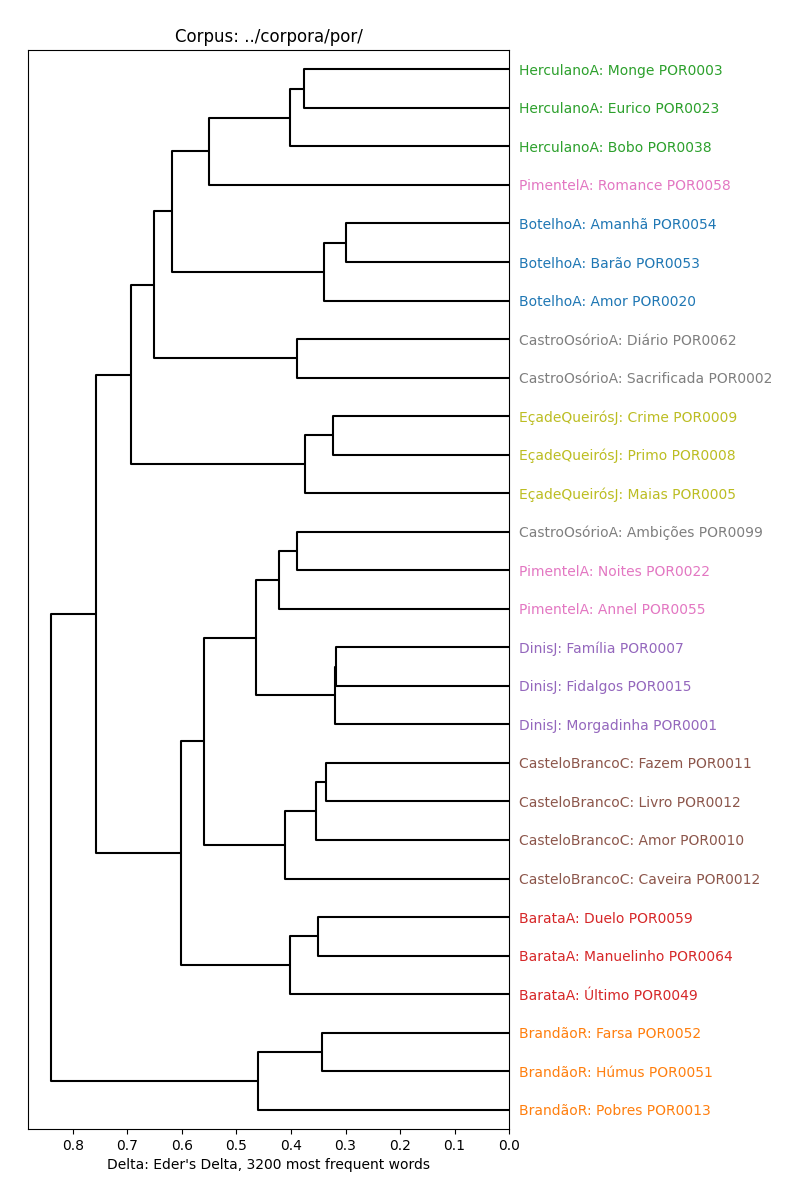 Corpus: ../corpora/por/
HerculanoA: Monge POR0003
HerculanoA: Eurico POR0023
HerculanoA: Bobo POR0038
PimentelA: Romance POR0058
BotelhoA: Amanhã POR0054
BotelhoA: Barão POR0053
BotelhoA: Amor POR0020
CastroOsórioA: Diário POR0062
CastroOsórioA: Sacrificada POR0002
EçadeQueirósJ: Crime POR0009
EçadeQueirósJ: Primo POR0008
EçadeQueirósJ: Maias POR0005
CastroOsórioA: Ambições POR0099
PimentelA: Noites POR0022
PimentelA: Annel POR0055
DinisJ: Família POR0007
DinisJ: Fidalgos POR0015
DinisJ: Morgadinha POR0001
CasteloBrancoC: Fazem POR0011
CasteloBrancoC: Livro POR0012
CasteloBrancoC: Amor POR0010
CasteloBrancoC: Caveira POR0012
BarataA: Duelo POR0059
BarataA: Manuelinho POR0064
BarataA: Último POR0049
BrandãoR: Farsa POR0052
BrandãoR: Húmus POR0051
BrandãoR: Pobres POR0013
0.8 0.7 0.6 0.5 0.4 0.3 0.2 0.1 0.0
Delta: Eder's Delta, 3200 most frequent words